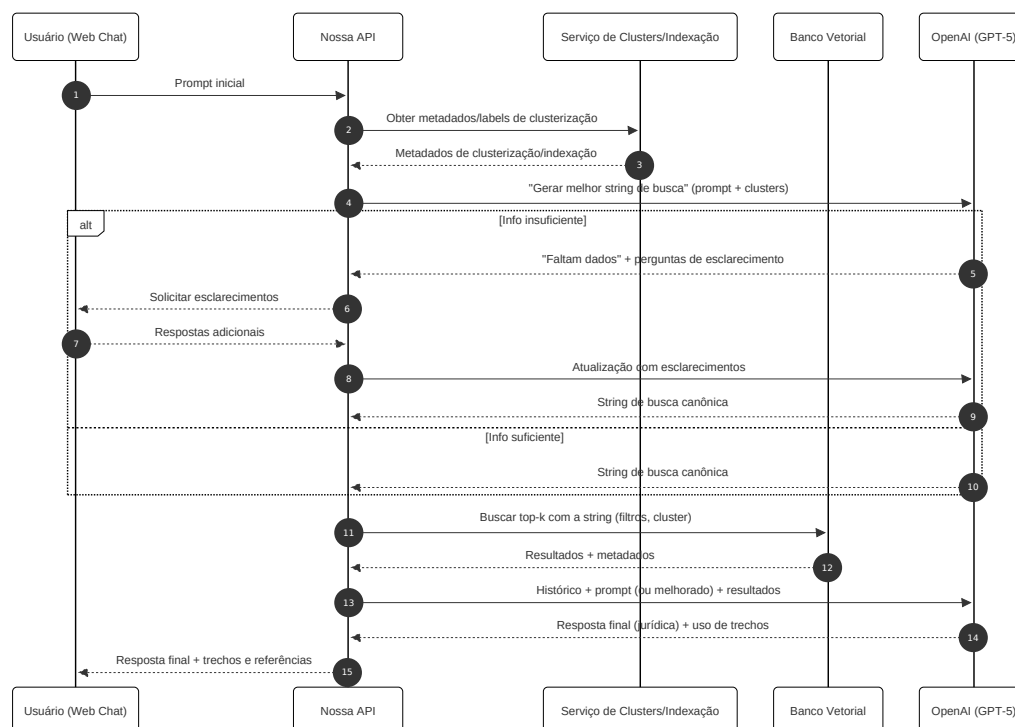 Usuário (Web Chat)
Nossa API
Serviço de Clusters/Indexação
Banco Vetorial
OpenAI (GPT-5)
Prompt inicial
1
Obter metadados/labels de clusterização
2
Metadados de clusterização/indexação
3
"Gerar melhor string de busca" (prompt + clusters)
4
alt
[Info insuficiente]
"Faltam dados" + perguntas de esclarecimento
5
Solicitar esclarecimentos
6
Respostas adicionais
7
Atualização com esclarecimentos
8
String de busca canônica
9
[Info suficiente]
String de busca canônica
10
Buscar top-k com a string (filtros, cluster)
11
Resultados + metadados
12
Histórico + prompt (ou melhorado) + resultados
13
Resposta final (jurídica) + uso de trechos
14
Resposta final + trechos e referências
15
Usuário (Web Chat)
Nossa API
Serviço de Clusters/Indexação
Banco Vetorial
OpenAI (GPT-5)